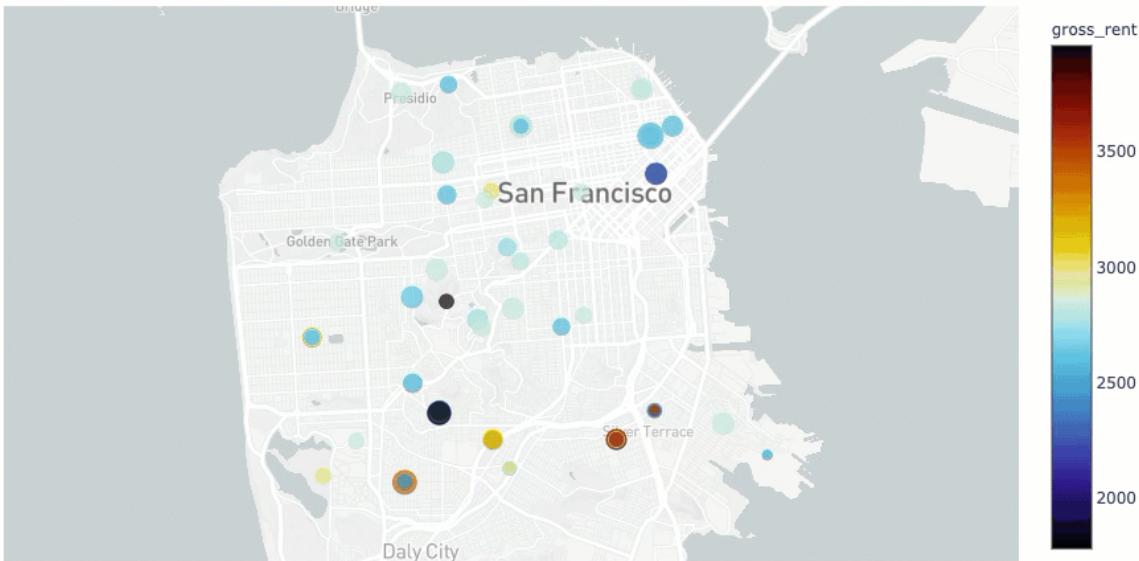 Bridge
gross_rent
Presidio
3500
San Francisco
Golden Gate Park
3000
2500
Silver Terrace
2000
Daly City